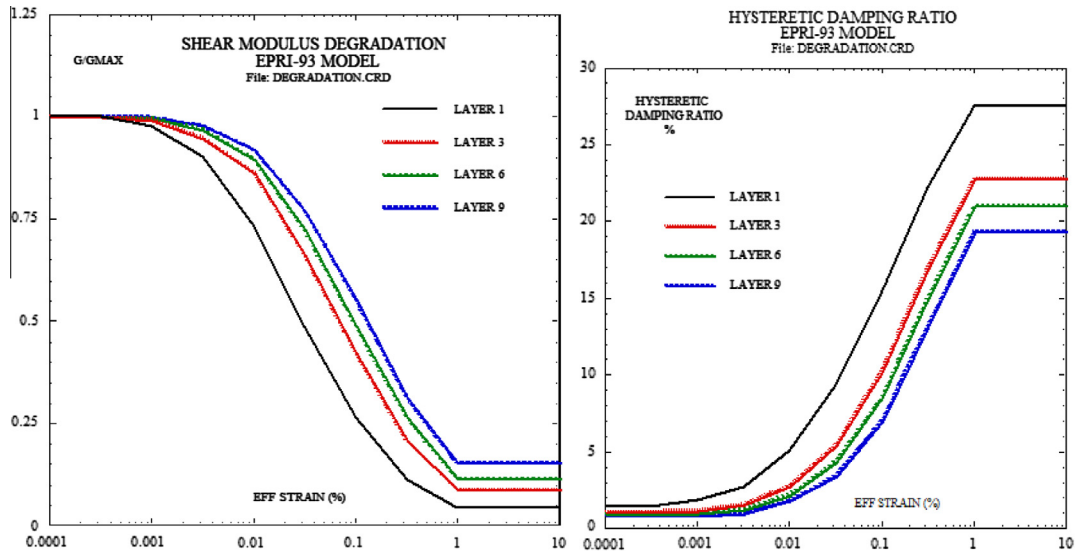 SHEAR MODULUS DEGRADATION
EPRI-93 MODEL
File: DEGRADATION.CRD
G/GMAX
LAYER 1
LAYER 3
LAYER 6
LAYER 9
1.25
1
0.75
0.5
0.25
0
EFF STRAIN (%)
0.0001
0.001
0.01
0.1
1
10
HYSTERETIC DAMPING RATIO
EPRI-93 MODEL
File: DEGRADATION.CRD
HYSTERETIC
DAMPING RATIO
%
LAYER 1
LAYER 3
LAYER 6
LAYER 9
30
25
20
15
10
5
0
EFF STRAIN (%)
0.0001
0.001
0.01
0.1
1
10